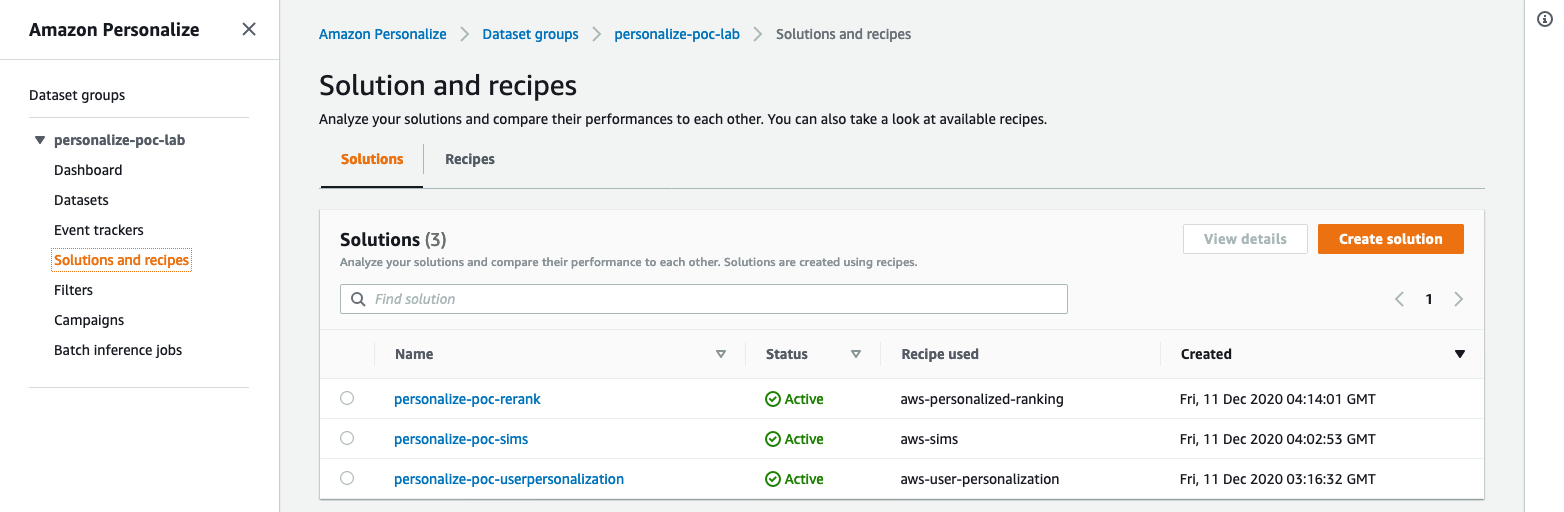 Amazon Personalize
Dataset groups
personalize-poc-lab
Dashboard
Datasets
Event trackers
Solutions and recipes
Filters
Campaigns
Batch inference jobs
Amazon Personalize > Dataset groups > personalize-poc-lab > Solutions and recipes
Solution and recipes
Analyze your solutions and compare their performances to each other. You can also take a look at available recipes.
Solutions Recipes
Solutions (3) View details Create solution
Analyze your solutions and compare their performance to each other. Solutions are created using recipes.
Find solution 1
Name Status Recipe used Created
personalize-poc-rerank Active aws-personalized-ranking Fri, 11 Dec 2020 04:14:01 GMT
personalize-poc-sims Active aws-sims Fri, 11 Dec 2020 04:02:53 GMT
personalize-poc-userpersonalization Active aws-user-personalization Fri, 11 Dec 2020 03:16:32 GMT